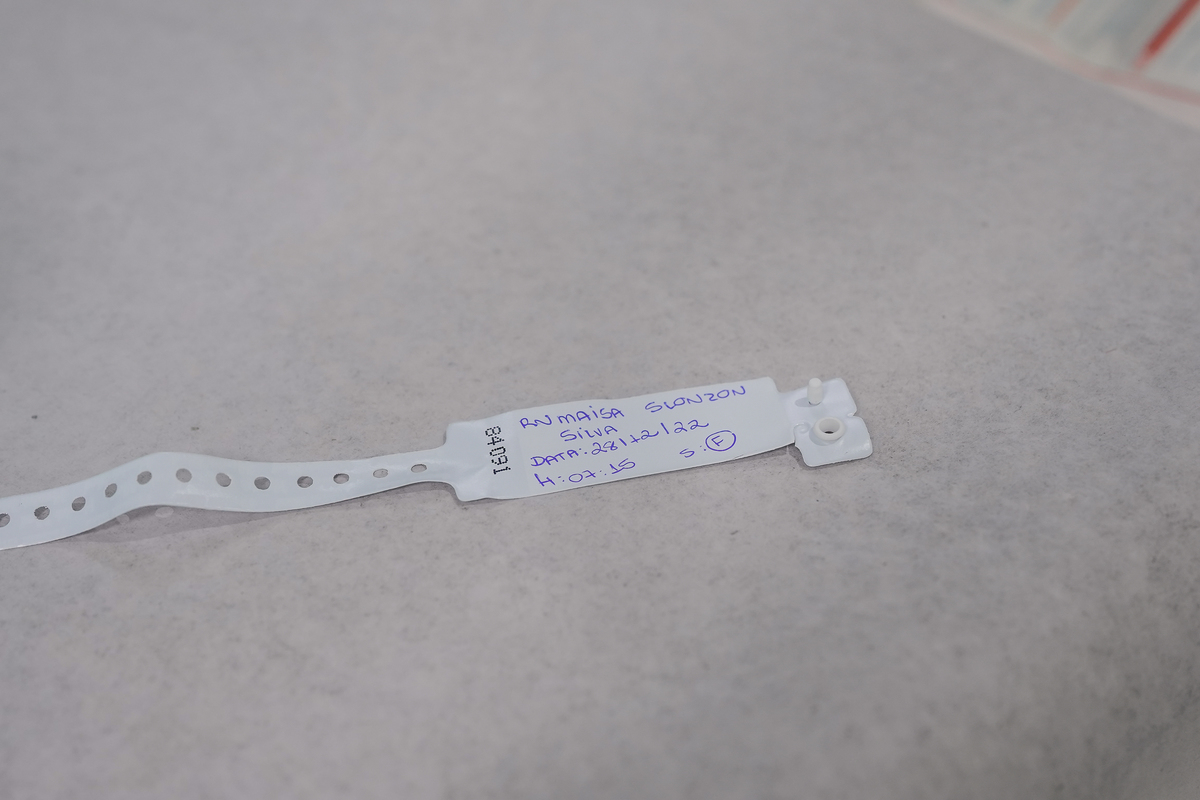 84091
RN MAISA SLONZON
SILVA
DATA: 28/12/22
H: 07:15 S: F